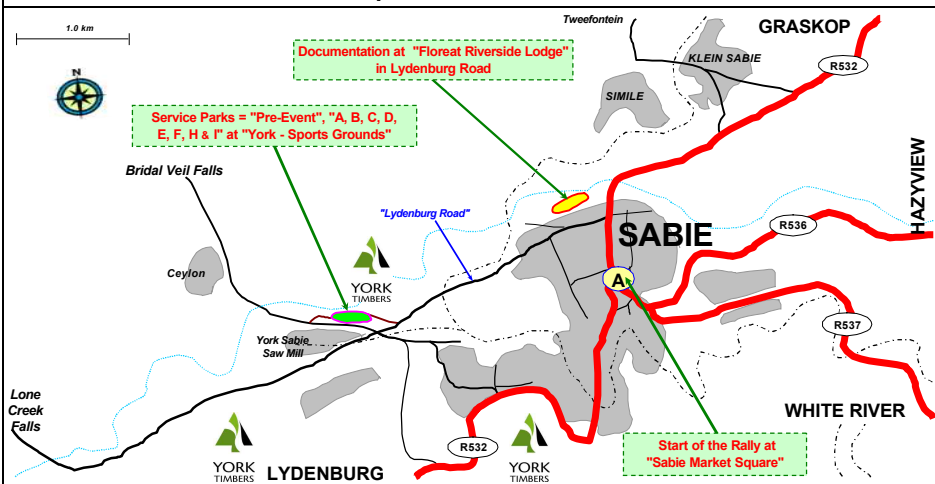 1.0 km
N
Tweefontein
GRASKOP
R532
KLEIN SABIE
SIMILE
Documentation at "Floreat Riverside Lodge"
in Lydenburg Road
Service Parks = "Pre-Event", "A, B, C, D,
E, F, H & I" at "York - Sports Grounds"
Bridal Veil Falls
"Lydenburg Road"
HAZYVIEW
SABIE
R536
A
Ceylon
YORK
TIMBERS
York Sabie
Saw Mill
R537
Lone
Creek
Falls
WHITE RIVER
YORK
TIMBERS
LYDENBURG
R532
YORK
TIMBERS
Start of the Rally at
"Sabie Market Square"